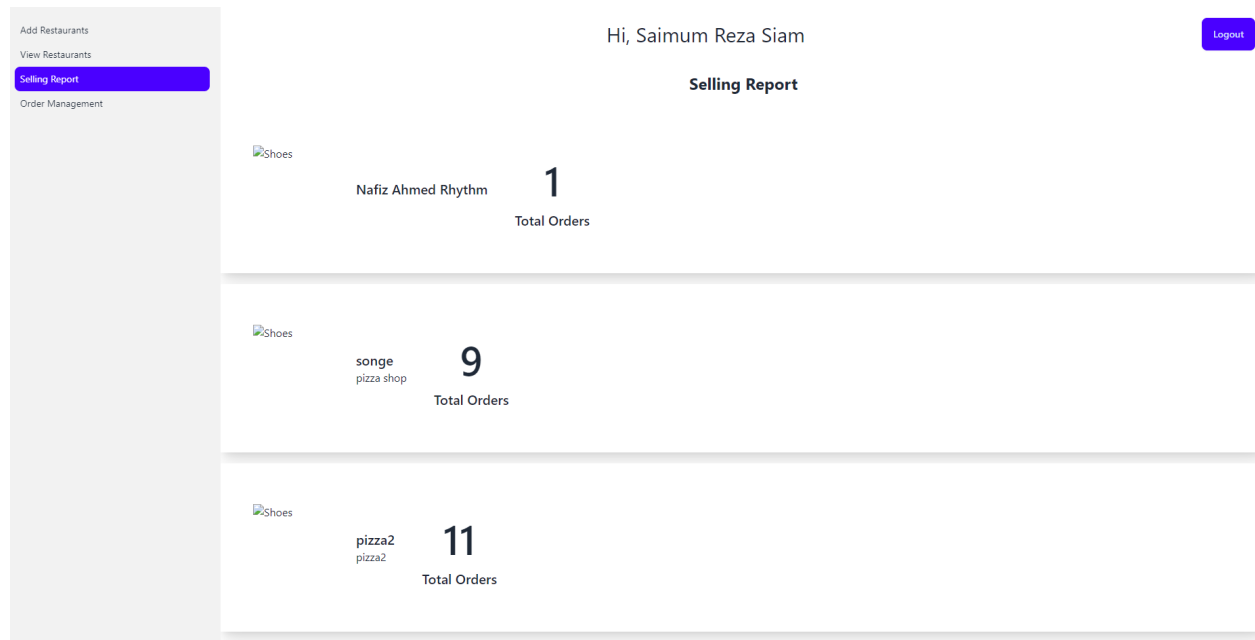 Add Restaurants
View Restaurants
Selling Report
Order Management
Hi, Saimum Reza Siam
Logout
Selling Report
Shoes
Nafiz Ahmed Rhythm
1
Total Orders
Shoes
songe
pizza shop
9
Total Orders
Shoes
pizza2
pizza2
11
Total Orders